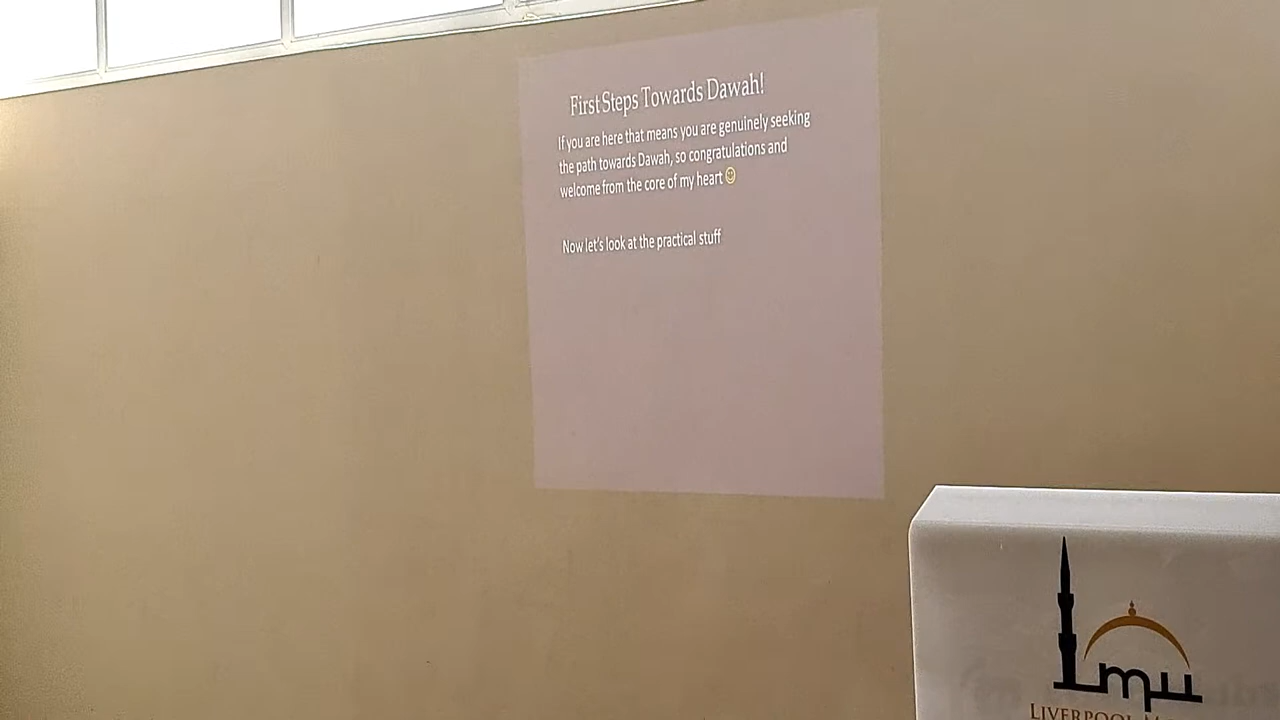 First Steps Towards Dawah!
If you are here that means you are genuinely seeking
the path towards Dawah, so congratulations and
welcome from the core of my heart ☺
Now let's look at the practical stuff
Lmu
LIVERPOOL